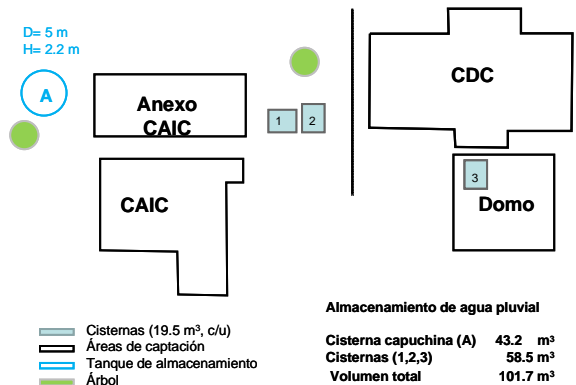 D= 5 m
H= 2.2 m
A
Anexo
CAIC
1
2
CDC
CAIC
3
Domo
Cisternas (19.5 m³, c/u)
Áreas de captación
Tanque de almacenamiento
Árbol
Almacenamiento de agua pluvial
Cisterna capuchina (A) 43.2 m³
Cisternas (1,2,3) 58.5 m³
Volumen total 101.7 m³